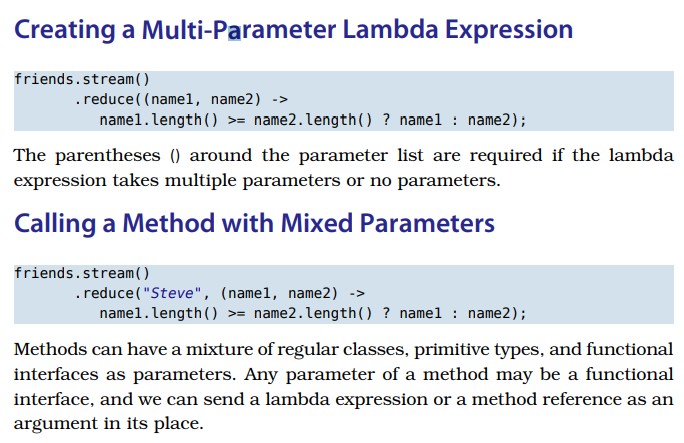 Creating a Multi-Parameter Lambda Expression
friends.stream()
.reduce((name1, name2) ->
name1.length() >= name2.length() ? name1 : name2);
The parentheses () around the parameter list are required if the lambda
expression takes multiple parameters or no parameters.
Calling a Method with Mixed Parameters
friends.stream()
.reduce("Steve", (name1, name2) ->
name1.length() >= name2.length() ? name1 : name2);
Methods can have a mixture of regular classes, primitive types, and functional
interfaces as parameters. Any parameter of a method may be a functional
interface, and we can send a lambda expression or a method reference as an
argument in its place.